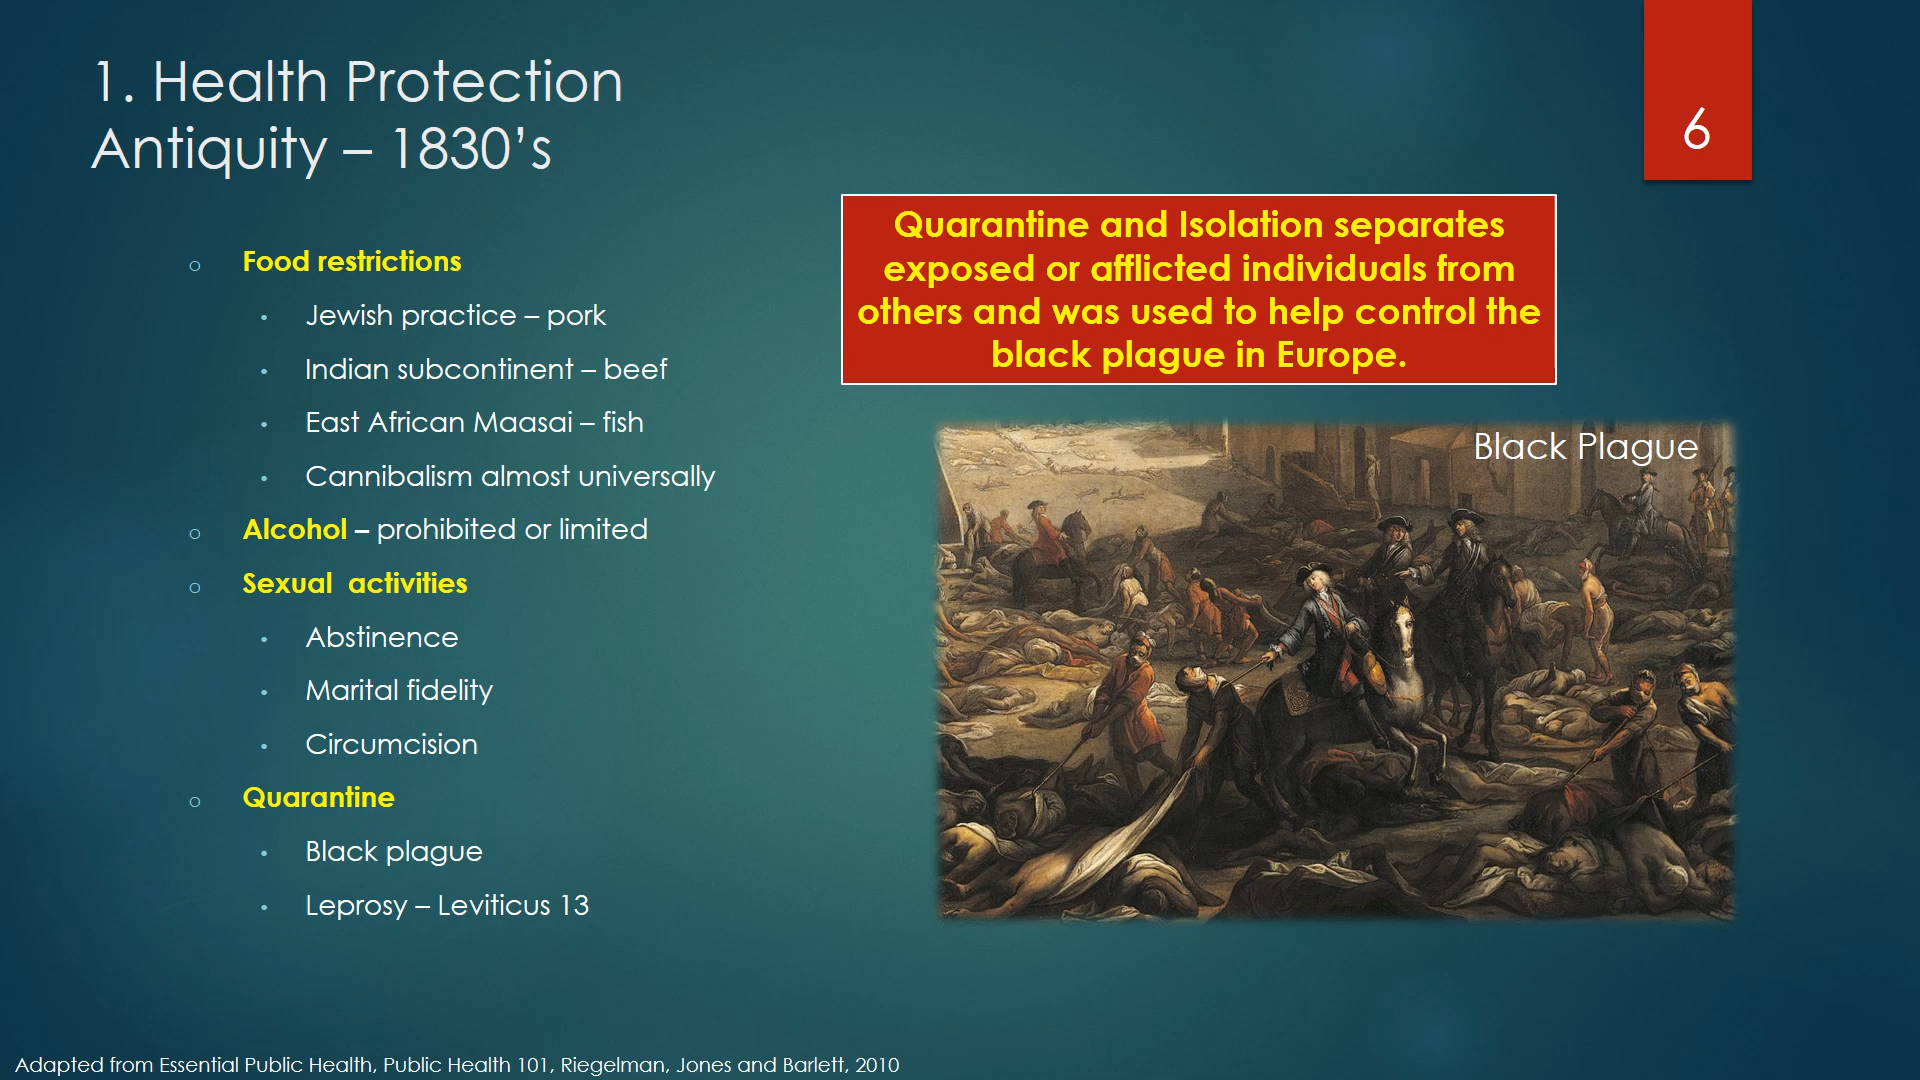 1. Health Protection
Antiquity – 1830’s
6
o Food restrictions
• Jewish practice – pork
• Indian subcontinent – beef
• East African Maasai – fish
• Cannibalism almost universally
o Alcohol – prohibited or limited
o Sexual  activities
• Abstinence
• Marital fidelity
• Circumcision
o Quarantine
• Black plague
• Leprosy – Leviticus 13
Quarantine and Isolation separates
exposed or afflicted individuals from
others and was used to help control the
black plague in Europe.
Black Plague
Adapted from Essential Public Health, Public Health 101, Riegelman, Jones and Barlett, 2010